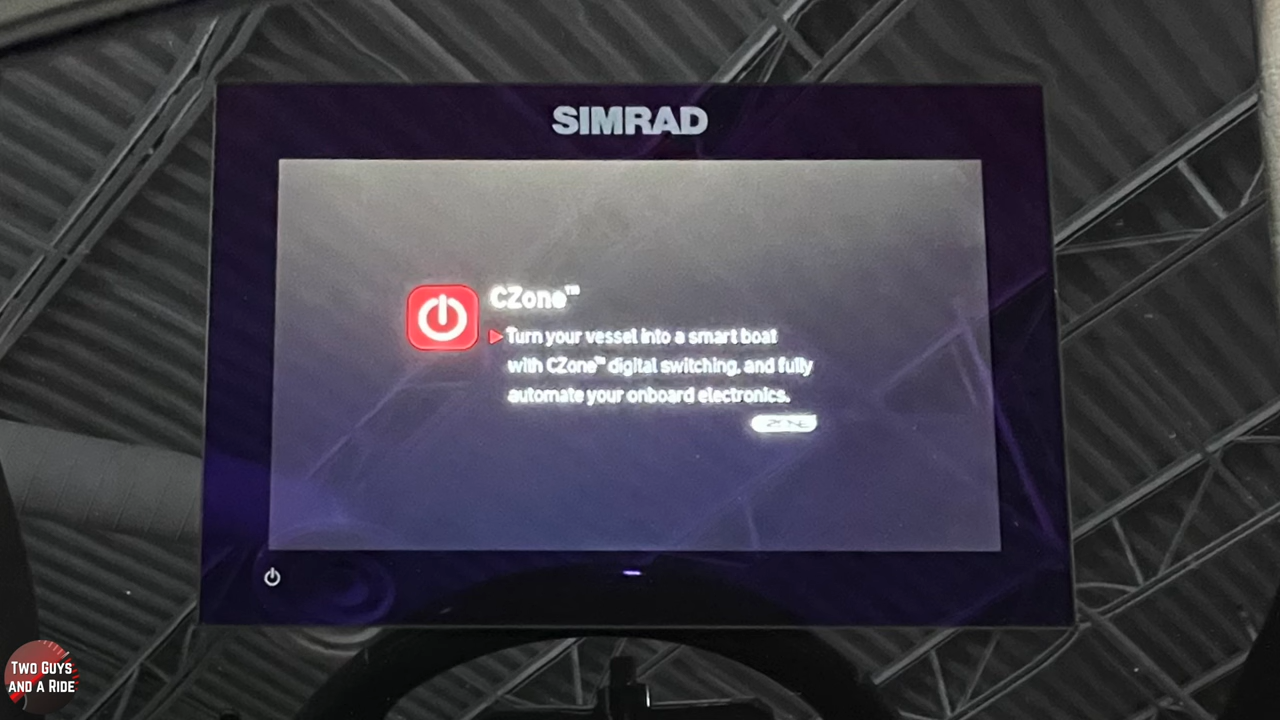 SIMRAD
CZone™
Turn your vessel into a smart boat
with CZone™ digital switching, and fully
automate your onboard electronics.
TWO GUYS
AND A RIDE